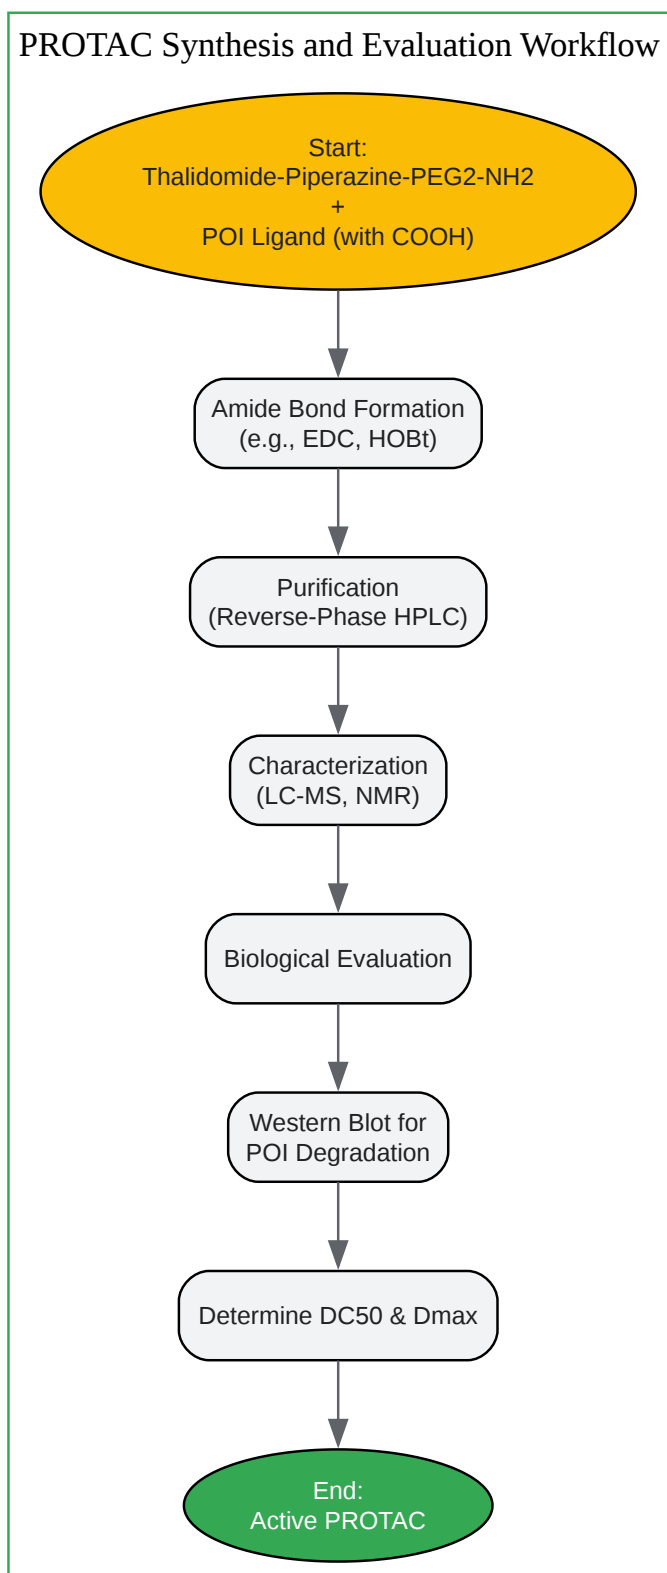 PROTAC Synthesis and Evaluation Workflow
Start:
Thalidomide-Piperazine-PEG2-NH2
+
POI Ligand (with COOH)
Amide Bond Formation
(e.g., EDC, HOBt)
Purification
(Reverse-Phase HPLC)
Characterization
(LC-MS, NMR)
Biological Evaluation
Western Blot for
POI Degradation
Determine DC50 & Dmax
End:
Active PROTAC